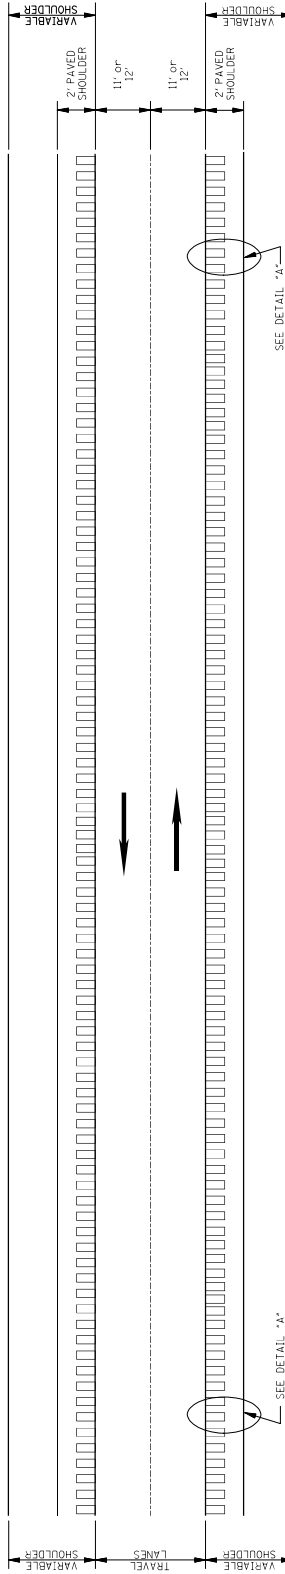 VARIABLE
SHOULDER
2' PAVED
SHOULDER
11' or
12'
11' or
12'
2' PAVED
SHOULDER
VARIABLE
SHOULDER
SEE DETAIL "A"
SEE DETAIL "A"
VARIABLE
SHOULDER
TRAVEL
LANES
VARIABLE
SHOULDER